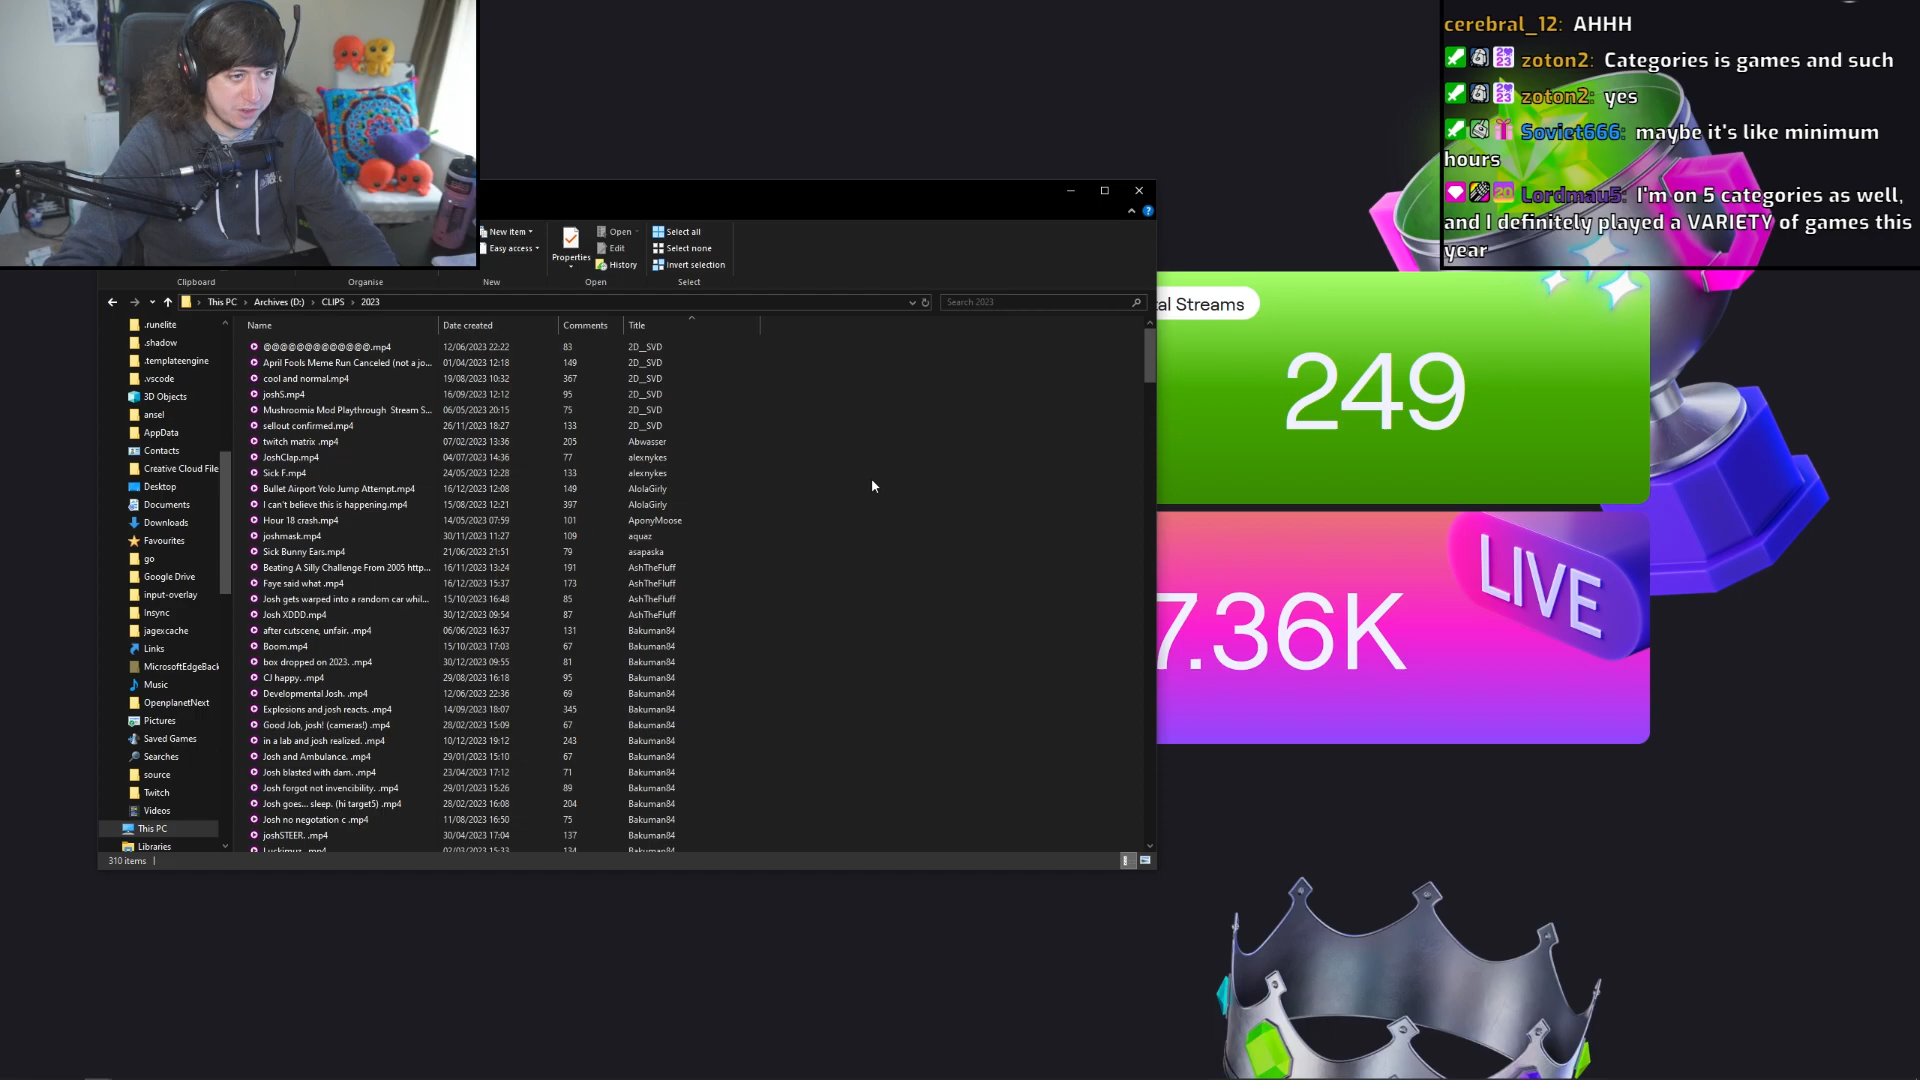 cerebral_12: AHHH
zoton2: Categories is games and such
zoton2: yes
Soviet666: maybe it's like minimum
hours
Lordmau5: I'm on 5 categories as well,
and I definitely played a VARIETY of games this
year
New item
Easy access
Properties
Open
Edit
History
Select all
Select none
Invert selection
Clipboard
Organise
New
Open
Select
This PC > Archives (D:) > CLIPS > 2023
Search 2023
.runelite
.shadow
.templateengine
.vscode
3D Objects
ansel
AppData
Contacts
Creative Cloud File
Desktop
Documents
Downloads
Favourites
go
Google Drive
input-overlay
Insync
jagexcache
Links
MicrosoftEdgeBack
Music
OpenplanetNext
Pictures
Saved Games
Searches
source
Twitch
Videos
This PC
Libraries
Name Date created Comments Title
@@@@@@@@@@@@@.mp4 12/06/2023 22:22 83 2D__SVD
April Fools Meme Run Canceled (not a jo... 01/04/2023 12:18 149 2D__SVD
cool and normal.mp4 19/08/2023 10:32 367 2D__SVD
joshS.mp4 16/09/2023 12:12 95 2D__SVD
Mushroomia Mod Playthrough Stream S... 06/05/2023 20:15 75 2D__SVD
sellout confirmed.mp4 26/11/2023 18:27 133 2D__SVD
twitch matrix .mp4 07/02/2023 13:36 205 Abwasser
JoshClap.mp4 04/07/2023 14:36 77 alexnykes
Sick F.mp4 24/05/2023 12:28 133 alexnykes
Bullet Airport Yolo Jump Attempt.mp4 16/12/2023 12:08 149 AlolaGirly
I can't believe this is happening.mp4 15/08/2023 12:21 397 AlolaGirly
Hour 18 crash.mp4 14/05/2023 07:59 101 AponyMoose
joshmask.mp4 30/11/2023 11:27 109 aquaz
Sick Bunny Ears.mp4 21/06/2023 21:51 79 asapaska
Beating A Silly Challenge From 2005 http... 16/11/2023 13:24 191 AshTheFluff
Faye said what .mp4 16/12/2023 15:37 173 AshTheFluff
Josh gets warped into a random car whil... 15/10/2023 16:48 85 AshTheFluff
Josh XDDD.mp4 30/12/2023 09:54 87 AshTheFluff
after cutscene, unfair. .mp4 06/06/2023 16:37 131 Bakuman84
Boom.mp4 15/10/2023 17:03 67 Bakuman84
box dropped on 2023. .mp4 30/12/2023 09:55 81 Bakuman84
CJ happy. .mp4 29/08/2023 16:18 95 Bakuman84
Developmental Josh. .mp4 12/06/2023 22:36 69 Bakuman84
Explosions and josh reacts. .mp4 14/09/2023 18:07 345 Bakuman84
Good Job, josh! (cameras!) .mp4 28/02/2023 15:09 67 Bakuman84
in a lab and josh realized. .mp4 10/12/2023 19:12 243 Bakuman84
Josh and Ambulance. .mp4 29/01/2023 15:10 67 Bakuman84
Josh blasted with dam. .mp4 23/04/2023 17:12 71 Bakuman84
Josh forgot not invencibility. .mp4 29/01/2023 15:26 89 Bakuman84
Josh goes... sleep. (hi target5) .mp4 28/02/2023 16:08 204 Bakuman84
Josh no negotation c .mp4 11/08/2023 16:50 75 Bakuman84
joshSTEER. .mp4 30/04/2023 17:04 137 Bakuman84
Luckimuz. .mp4 02/03/2023 15:33 134 Bakuman84
310 items
al Streams
249
7.36K
LIVE